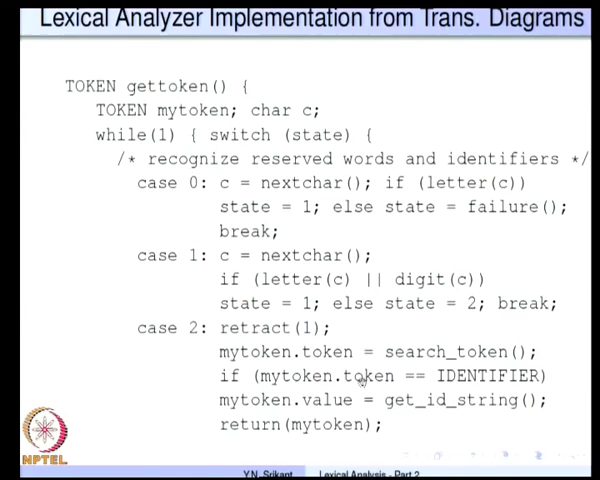 Lexical Analyzer Implementation from Trans. Diagrams
TOKEN gettoken() {
TOKEN mytoken; char c;
while(1) { switch (state) {
/* recognize reserved words and identifiers */
case 0: c = nextchar(); if (letter(c))
state = 1; else state = failure();
break;
case 1: c = nextchar();
if (letter(c) || digit(c))
state = 1; else state = 2; break;
case 2: retract(1);
mytoken.token = search_token();
if (mytoken.token == IDENTIFIER)
mytoken.value = get_id_string();
return(mytoken);
NPTEL
Y.N. Srikant Lexical Analysis - Part 2